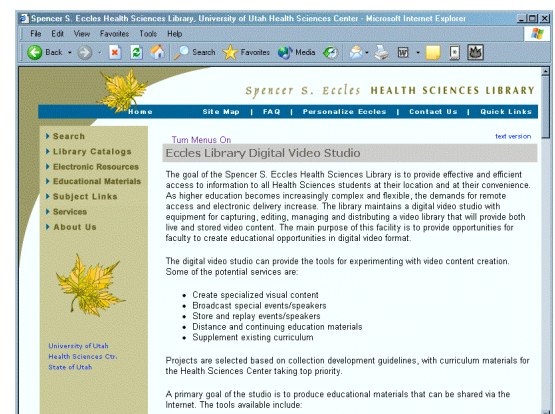 Spencer S. Eccles Health Sciences Library, University of Utah Health Sciences Center - Microsoft Internet Explorer
File Edit View Favorites Tools Help
Back Search Favorites Media
Spencer S. Eccles HEALTH SCIENCES LIBRARY
Home Site Map | FAQ | Personalize Eccles | Contact Us | Quick Links
Search
Library Catalogs
Electronic Resources
Educational Materials
Subject Links
Services
About Us
University of Utah
Health Sciences Ctr.
State of Utah
Turn Menus On text version
Eccles Library Digital Video Studio
The goal of the Spencer S. Eccles Health Sciences Library is to provide effective and efficient
access to information to all Health Sciences students at their location and at their convenience.
As higher education becomes increasingly complex and flexible, the demands for remote
access and electronic delivery increase. The library maintains a digital video studio with
equipment for capturing, editing, managing and distributing a video library that will provide both
live and stored video content. The main purpose of this facility is to provide opportunities for
faculty to create educational opportunities in digital video format.
The digital video studio can provide the tools for experimenting with video content creation.
Some of the potential services are:
• Create specialized visual content
• Broadcast special events/speakers
• Store and replay events/speakers
• Distance and continuing education materials
• Supplement existing curriculum
Projects are selected based on collection development guidelines, with curriculum materials for
the Health Sciences Center taking top priority.
A primary goal of the studio is to produce educational materials that can be shared via the
Internet. The tools available include: